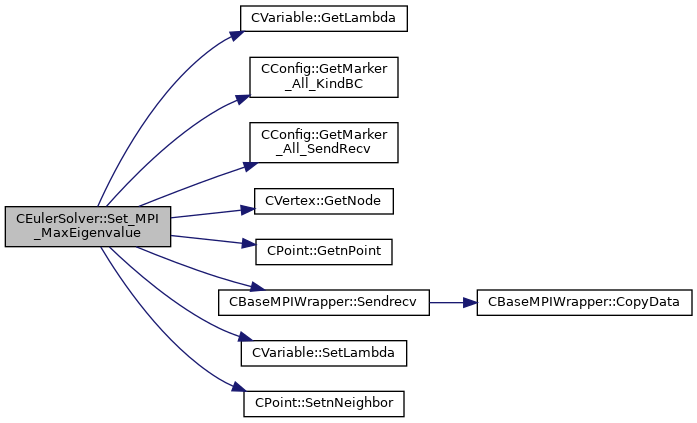 CVariable::GetLambda
CConfig::GetMarker
_All_KindBC
CConfig::GetMarker
_All_SendRecv
CEulerSolver::Set_MPI
_MaxEigenvalue
CVertex::GetNode
CPoint::GetnPoint
CBaseMPIWrapper::Sendrecv
CBaseMPIWrapper::CopyData
CVariable::SetLambda
CPoint::SetnNeighbor